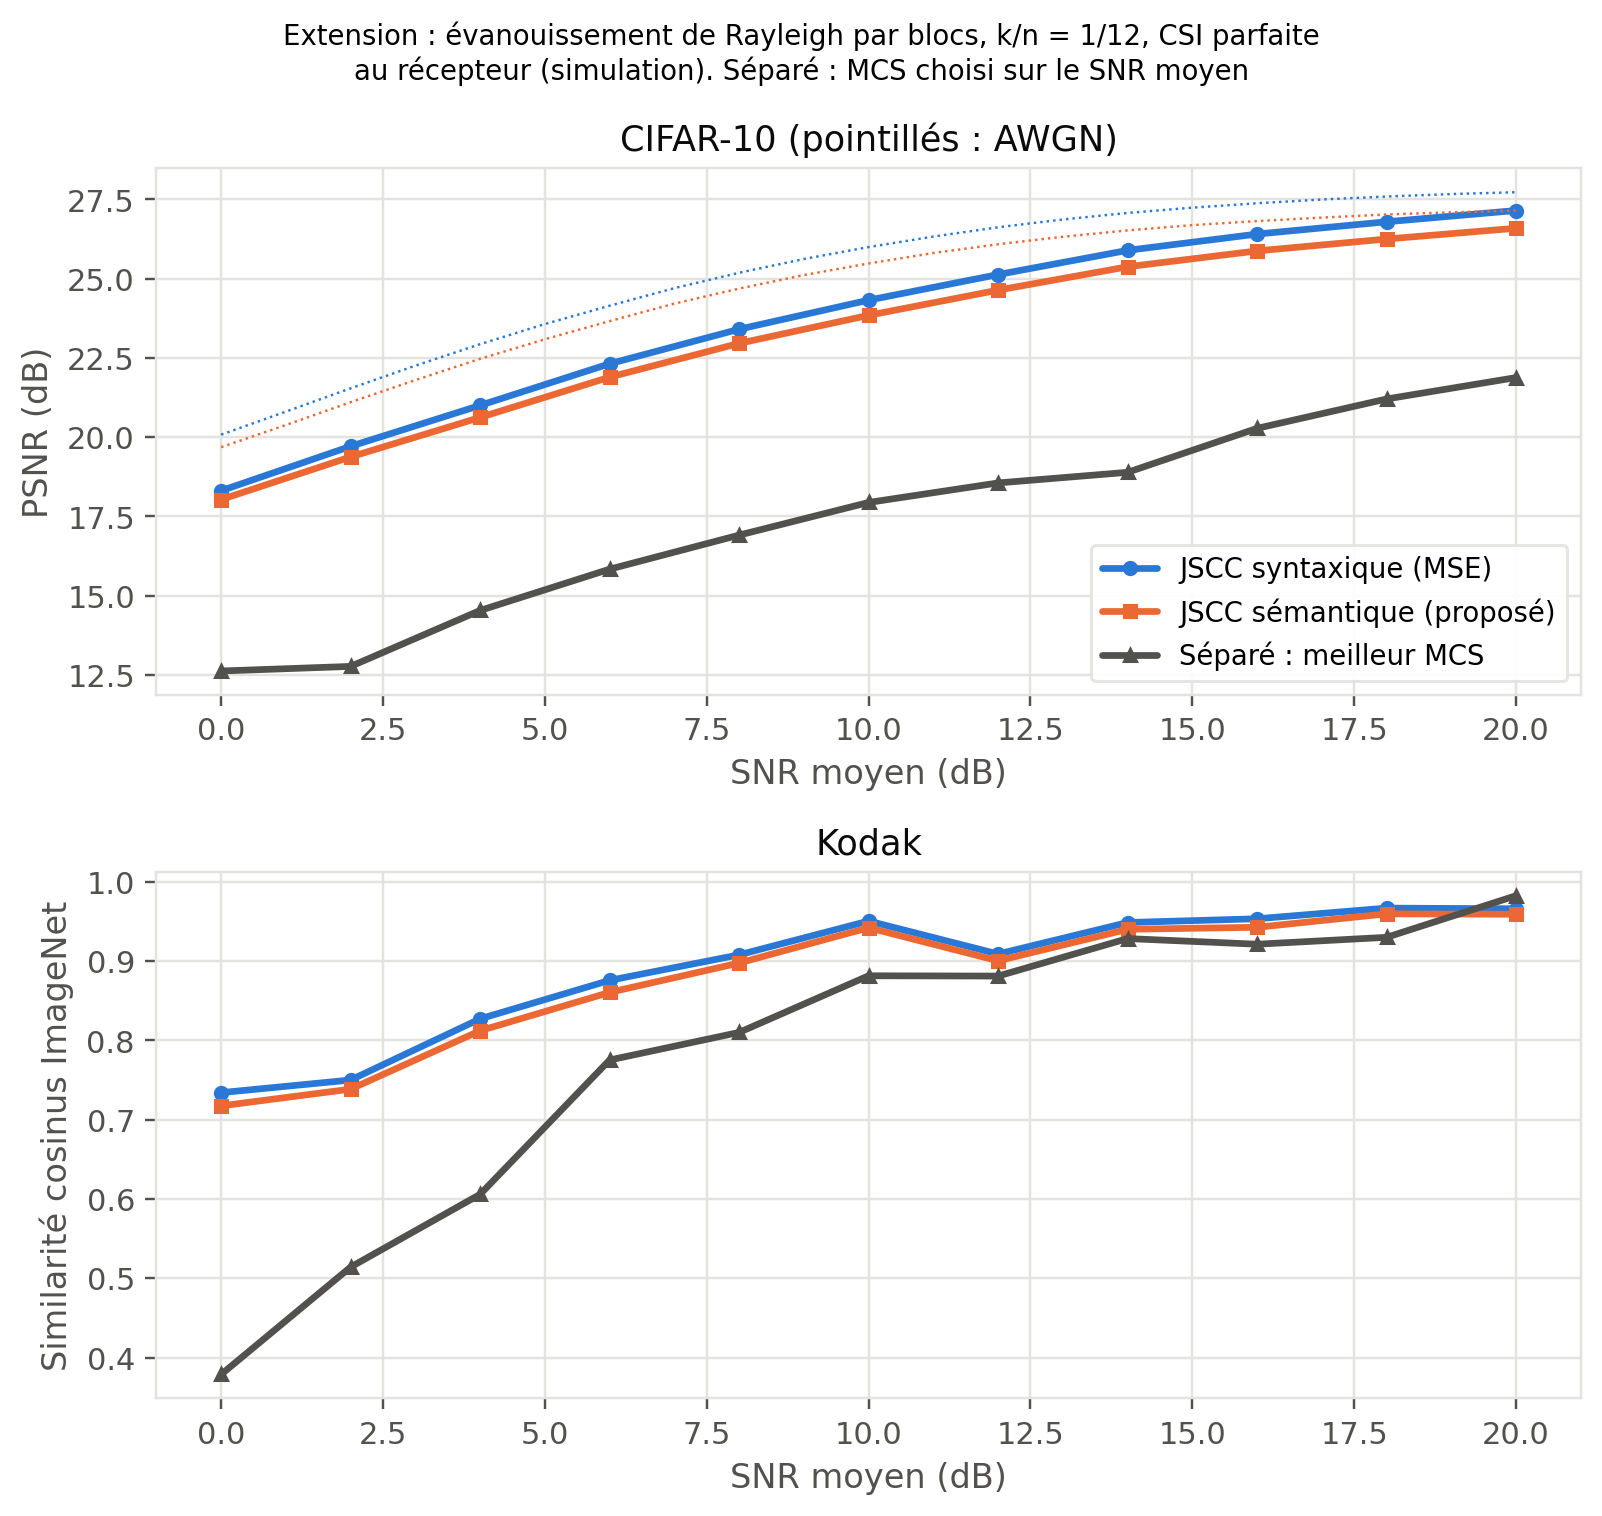 Extension : évanouissement de Rayleigh par blocs, k/n = 1/12, CSI parfaite
au récepteur (simulation). Séparé : MCS choisi sur le SNR moyen
CIFAR-10 (pointillés : AWGN)
PSNR (dB)
27.5
25.0
22.5
20.0
17.5
15.0
12.5
JSCC syntaxique (MSE)
JSCC sémantique (proposé)
Séparé : meilleur MCS
0.0 2.5 5.0 7.5 10.0 12.5 15.0 17.5 20.0
SNR moyen (dB)
Kodak
Similarité cosinus ImageNet
1.0
0.9
0.8
0.7
0.6
0.5
0.4
0.0 2.5 5.0 7.5 10.0 12.5 15.0 17.5 20.0
SNR moyen (dB)